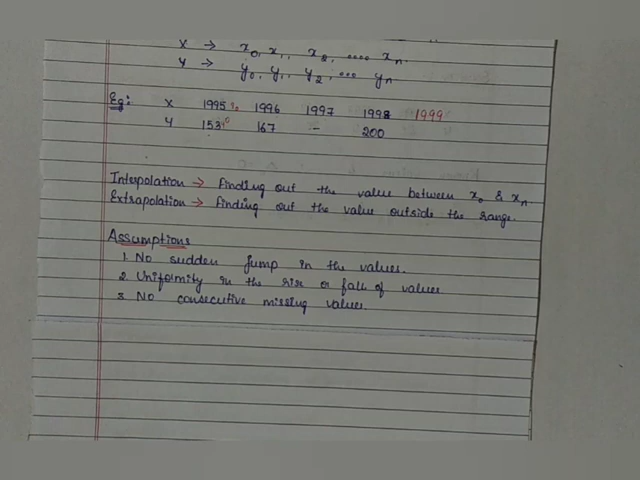 X → x₀, x₁, x₂, .... xₙ
Y → y₀, y₁, y₂, ... yₙ
Eg: X 1995 x₀ 1996 1997 1998 1999
Y 153 y₀ 167 - 200
Interpolation → Finding out the value between x₀ & xₙ
Extrapolation → Finding out the value outside the range.
Assumptions
1. No sudden jump in the values.
2. Uniformity in the rise or fall of values
3. No consecutive missing values.